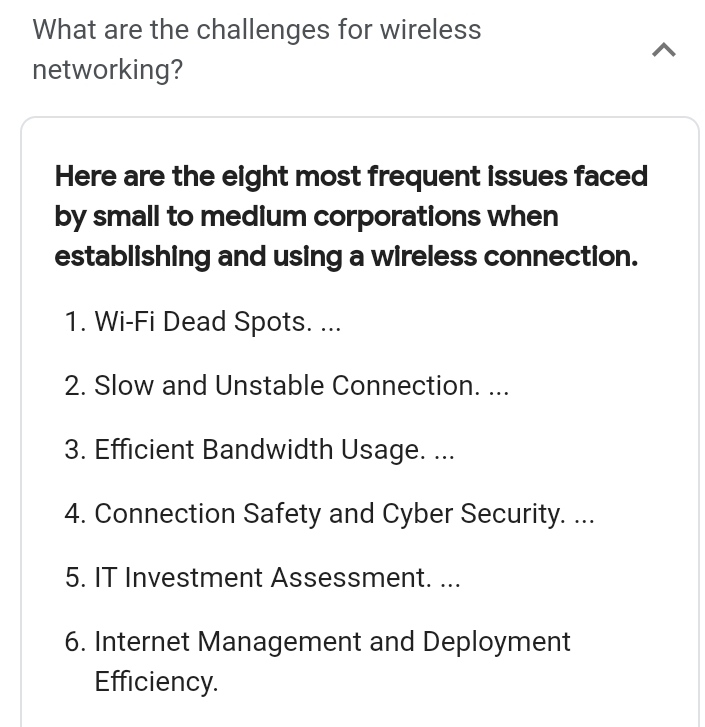 What are the challenges for wireless
networking?
Here are the eight most frequent issues faced
by small to medium corporations when
establishing and using a wireless connection.
1. Wi-Fi Dead Spots. ...
2. Slow and Unstable Connection. ...
3. Efficient Bandwidth Usage. ...
4. Connection Safety and Cyber Security. ...
5. IT Investment Assessment. ...
6. Internet Management and Deployment
Efficiency.